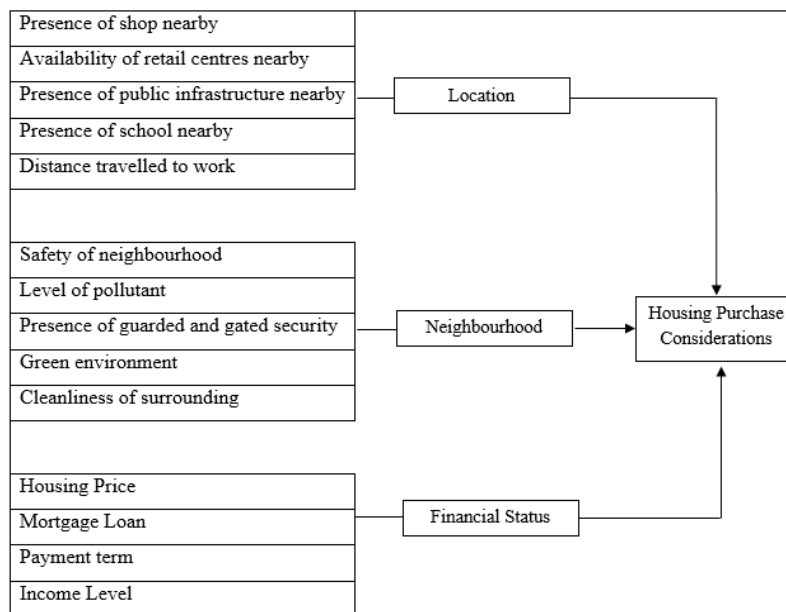 Presence of shop nearby
Availability of retail centres nearby
Presence of public infrastructure nearby
Presence of school nearby
Distance travelled to work
Location
Safety of neighbourhood
Level of pollutant
Presence of guarded and gated security
Green environment
Cleanliness of surrounding
Neighbourhood
Housing Purchase
Considerations
Housing Price
Mortgage Loan
Payment term
Income Level
Financial Status